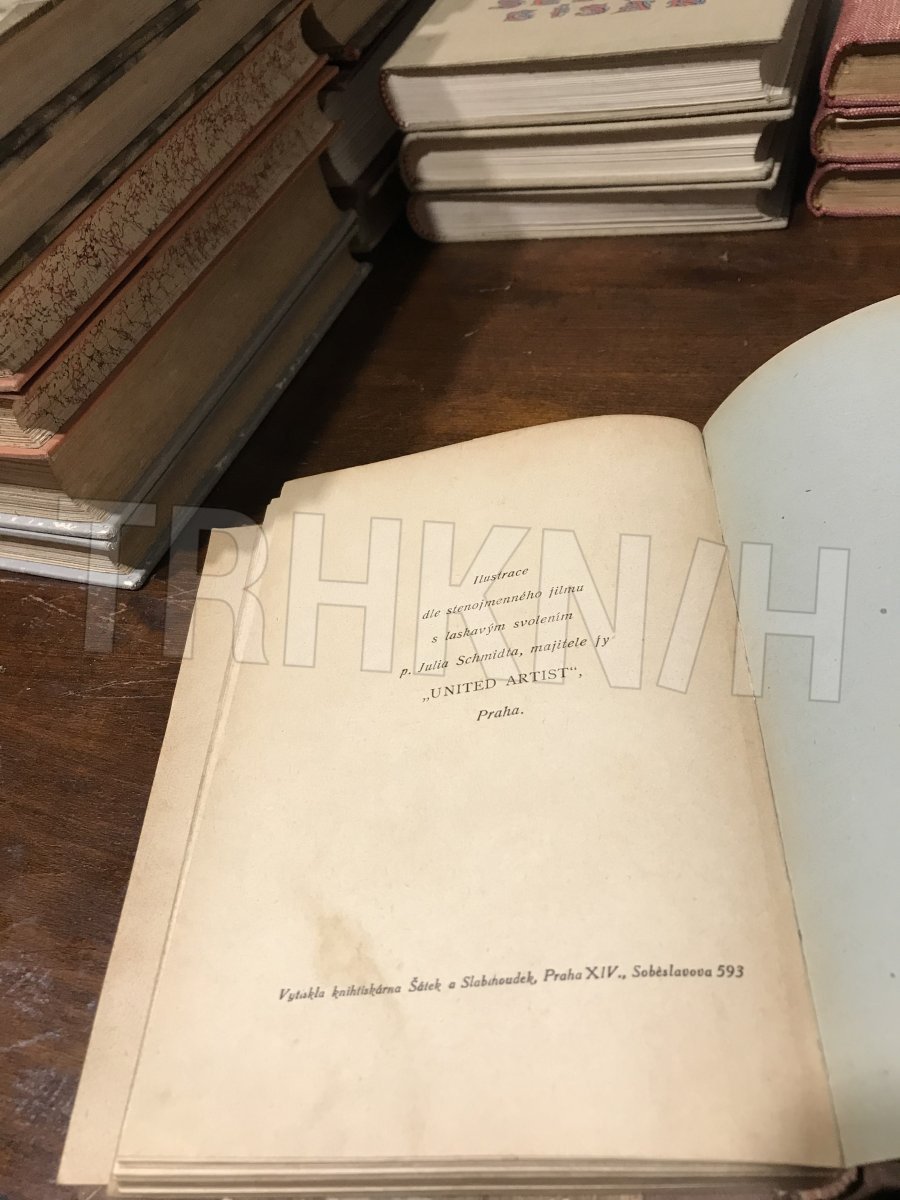 Ilustrace
dle stenojmenného filmu
s laskavým svolením
p. Julia Schmidta, majitele fy
„UNITED ARTIST“,
Praha.
Vytiskla knihtiskárna Šátek a Slabihoudek, Praha XIV., Soběslavova 593
TRHKNIH